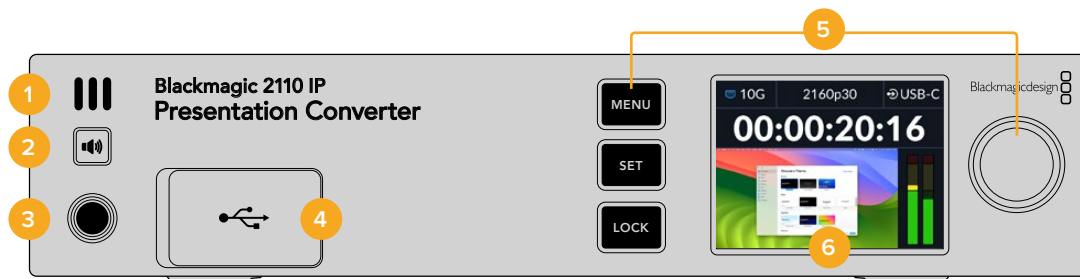 5
1
Blackmagic 2110 IP
Presentation Converter
2
3
4
MENU
SET
LOCK
10G 2160p30 USB-C
00:00:20:16
6
Blackmagicdesign